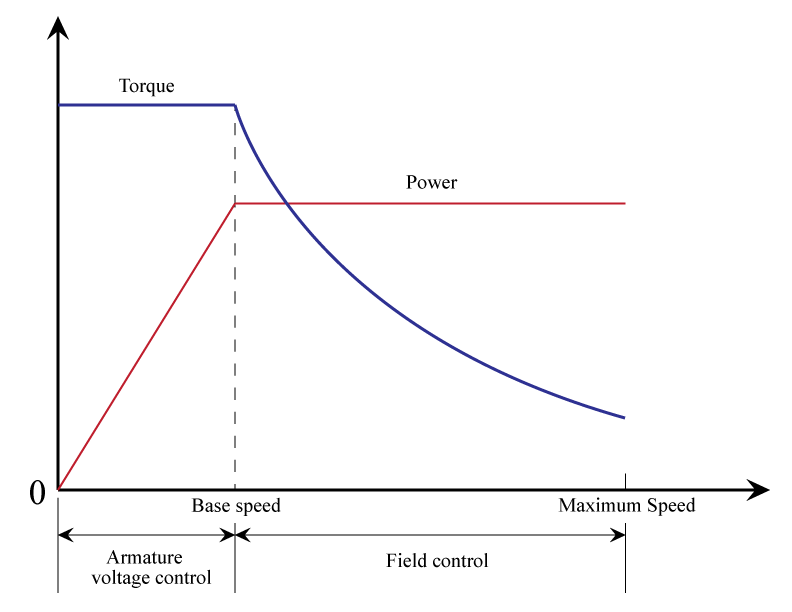 Torque
Power
0
Base speed
Maximum Speed
Armature
voltage control
Field control